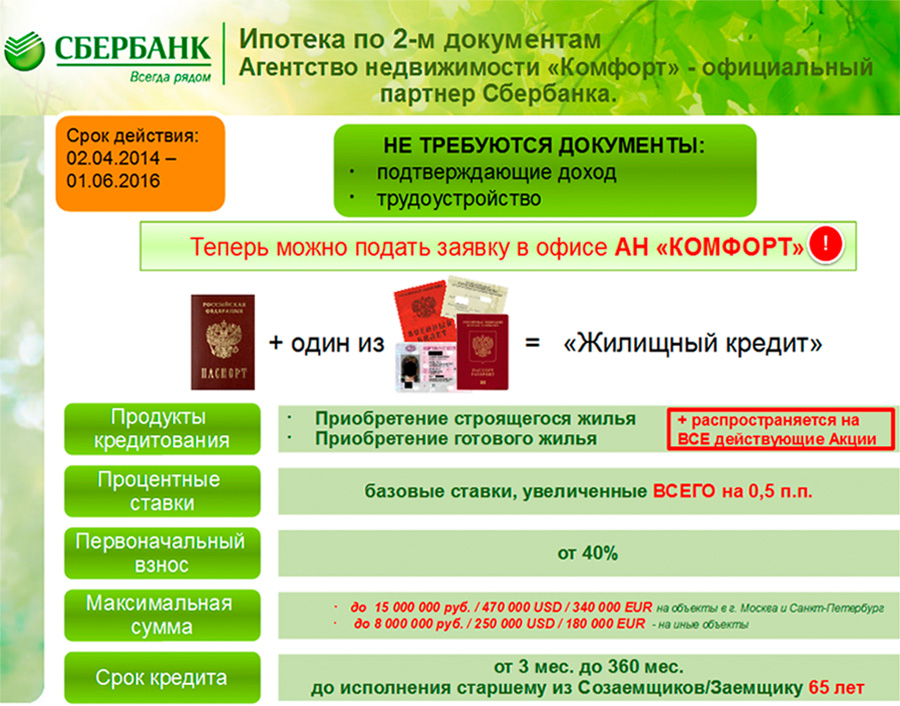 СБЕРБАНК
Всегда рядом
Ипотека по 2-м документам
Агентство недвижимости «Комфорт» - официальный
партнер Сбербанка.
Срок действия:
02.04.2014 –
01.06.2016
НЕ ТРЕБУЮТСЯ ДОКУМЕНТЫ:
· подтверждающие доход
· трудоустройство
Теперь можно подать заявку в офисе АН «КОМФОРТ» !
РОССИЙСКАЯ
ФЕДЕРАЦИЯ
ПАСПОРТ
+ один из
ВОЕННЫЙ
БИЛЕТ
ПАСПОРТ
= «Жилищный кредит»
Продукты
кредитования
· Приобретение строящегося жилья
· Приобретение готового жилья
+ распространяется на
ВСЕ действующие Акции
Процентные
ставки
базовые ставки, увеличенные ВСЕГО на 0,5 п.п.
Первоначальный
взнос
от 40%
Максимальная
сумма
· до 15 000 000 руб. / 470 000 USD / 340 000 EUR на объекты в г. Москва и Санкт-Петербург
· до 8 000 000 руб. / 250 000 USD / 180 000 EUR - на иные объекты
Срок кредита
от 3 мес. до 360 мес.
до исполнения старшему из Созаемщиков/Заемщику 65 лет